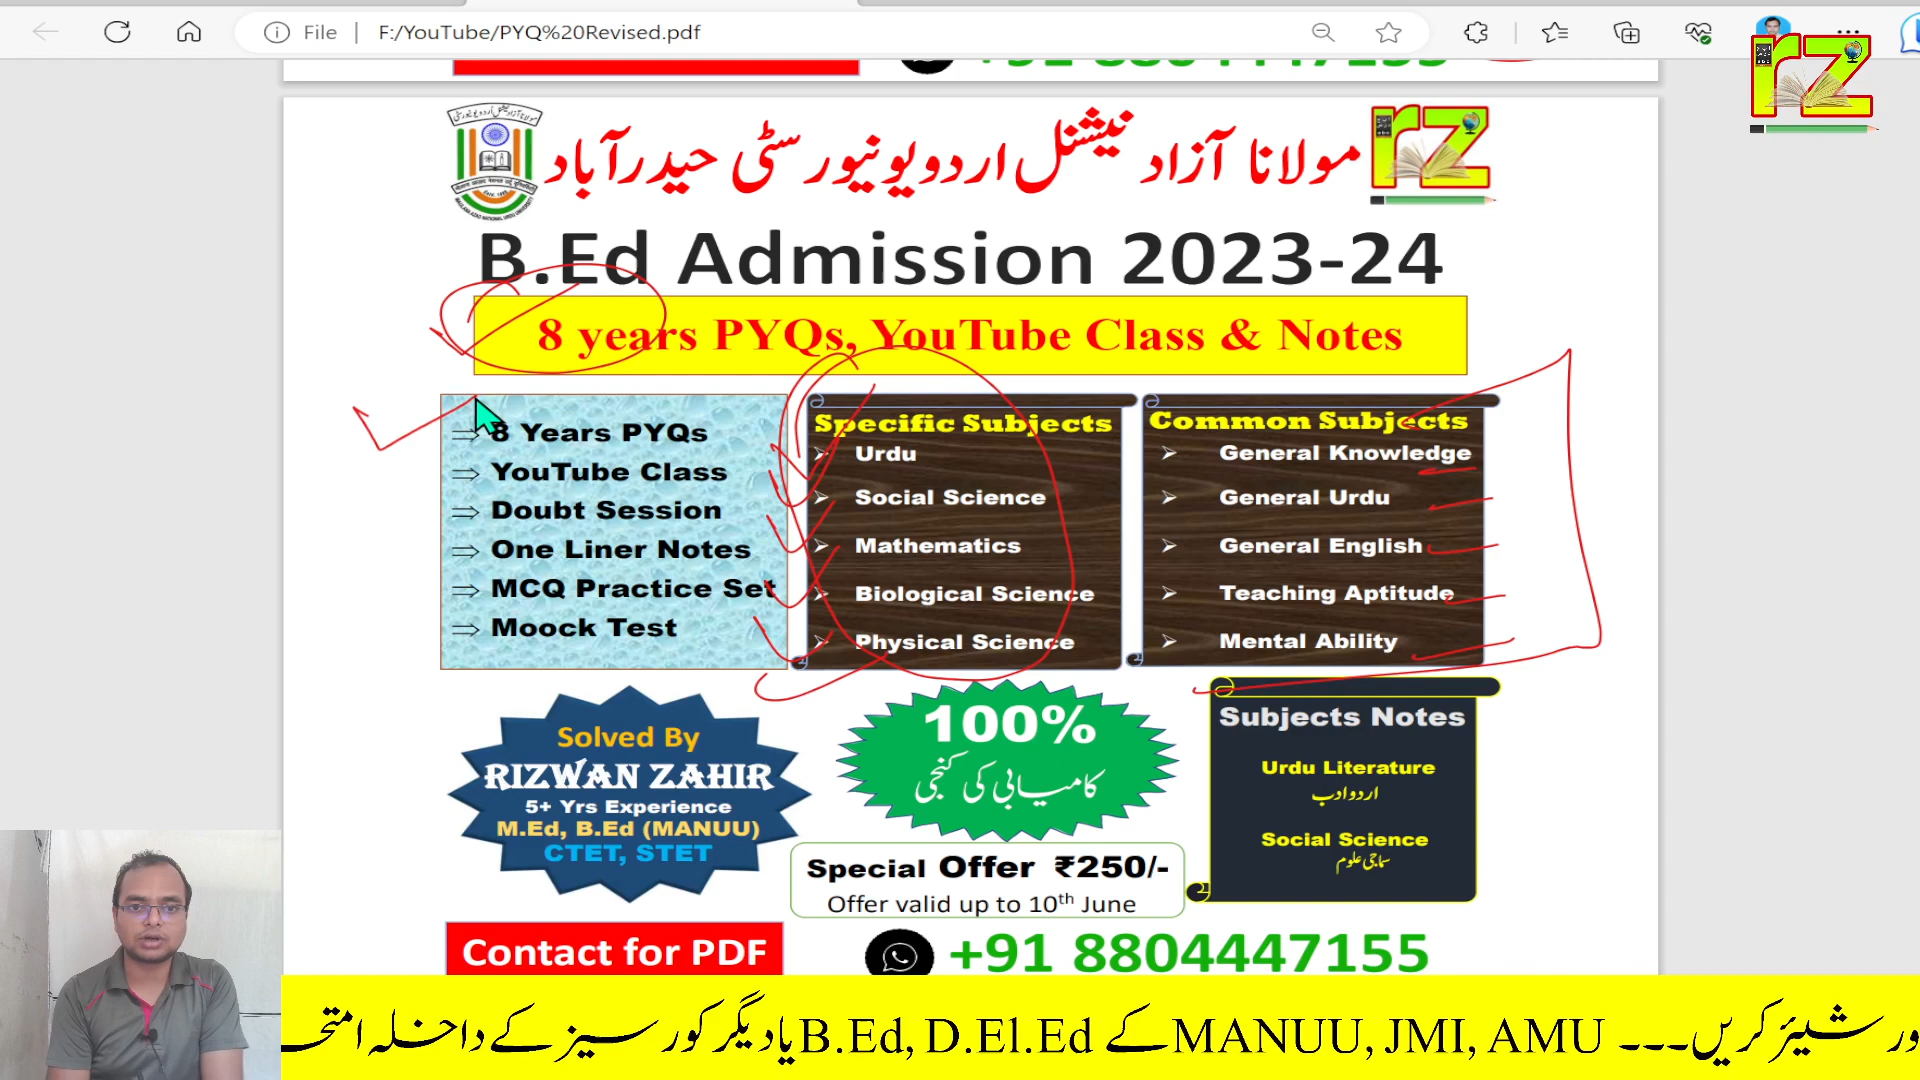 File | F:/YouTube/PYQ%20Revised.pdf
rz
مولانا آزاد نیشنل اردو یونیورسٹی حیدرآباد
rz
B.Ed Admission 2023-24
8 years PYQs, YouTube Class & Notes
8 Years PYQs
YouTube Class
Doubt Session
One Liner Notes
MCQ Practice Set
Moock Test
Specific Subjects
Urdu
Social Science
Mathematics
Biological Science
Physical Science
Common Subjects
General Knowledge
General Urdu
General English
Teaching Aptitude
Mental Ability
Solved By
RIZWAN ZAHIR
5+ Yrs Experience
M.Ed, B.Ed (MANUU)
CTET, STET
100%
کامیابی کی کنجی
Special Offer ₹250/-
Offer valid up to 10th June
Subjects Notes
Urdu Literature
اردو ادب
Social Science
سماجی علوم
Contact for PDF
+91 8804447155
ور شیئر کریں۔۔۔ MANUU, JMI, AMU کے B.Ed, D.El.Ed یا دیگر کورسیز کے داخلہ امتح